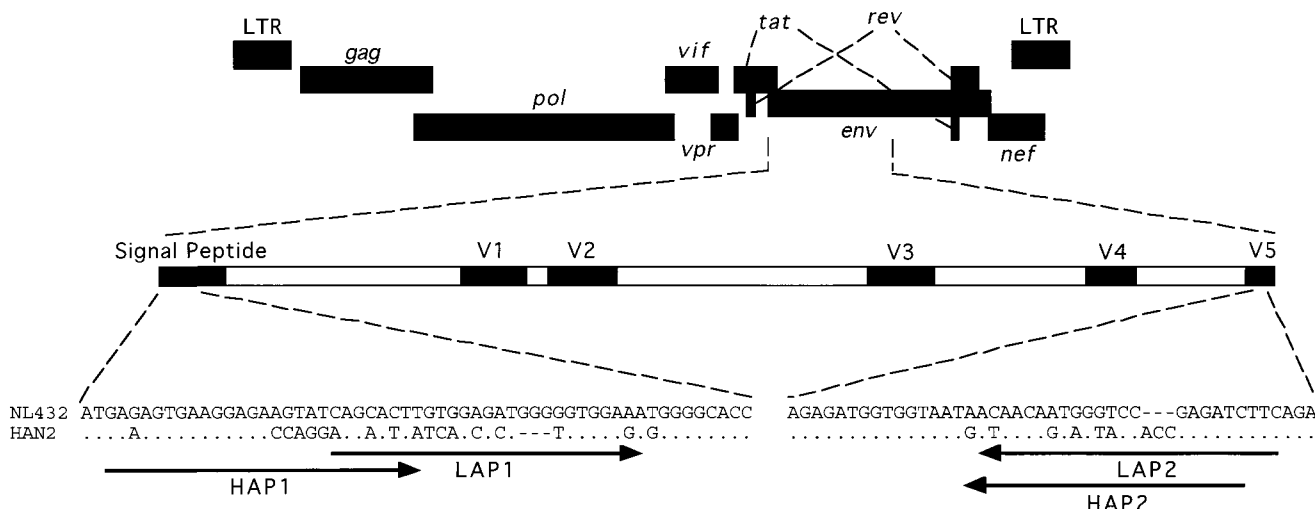 LTR
gag
pol
vif
vpr
tat
rev
env
LTR
nef
Signal Peptide V1 V2 V3 V4 V5
NL432 ATGAGAGTGAAGGAGAAGTATCAGCACTTGTGGAGATGGGGGTGGAAATGGGGCACC AGAGATGGTGGTAATAACAACAATGGGTCC---GAGATCTTCAGA
HAN2 ....A...........CCAGGA..A.T.ATCA.C.C.---T.....G.G........ ...............G.T....G.A.TA..ACC............
HAP1 LAP1 LAP2
HAP2